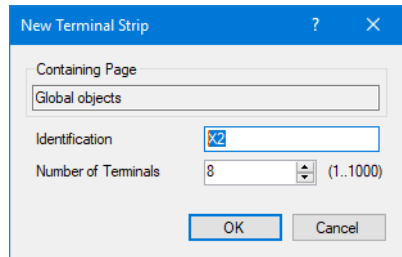 New Terminal Strip ?
Containing Page
Global objects
Identification X2
Number of Terminals 8 (1..1000)
OK Cancel